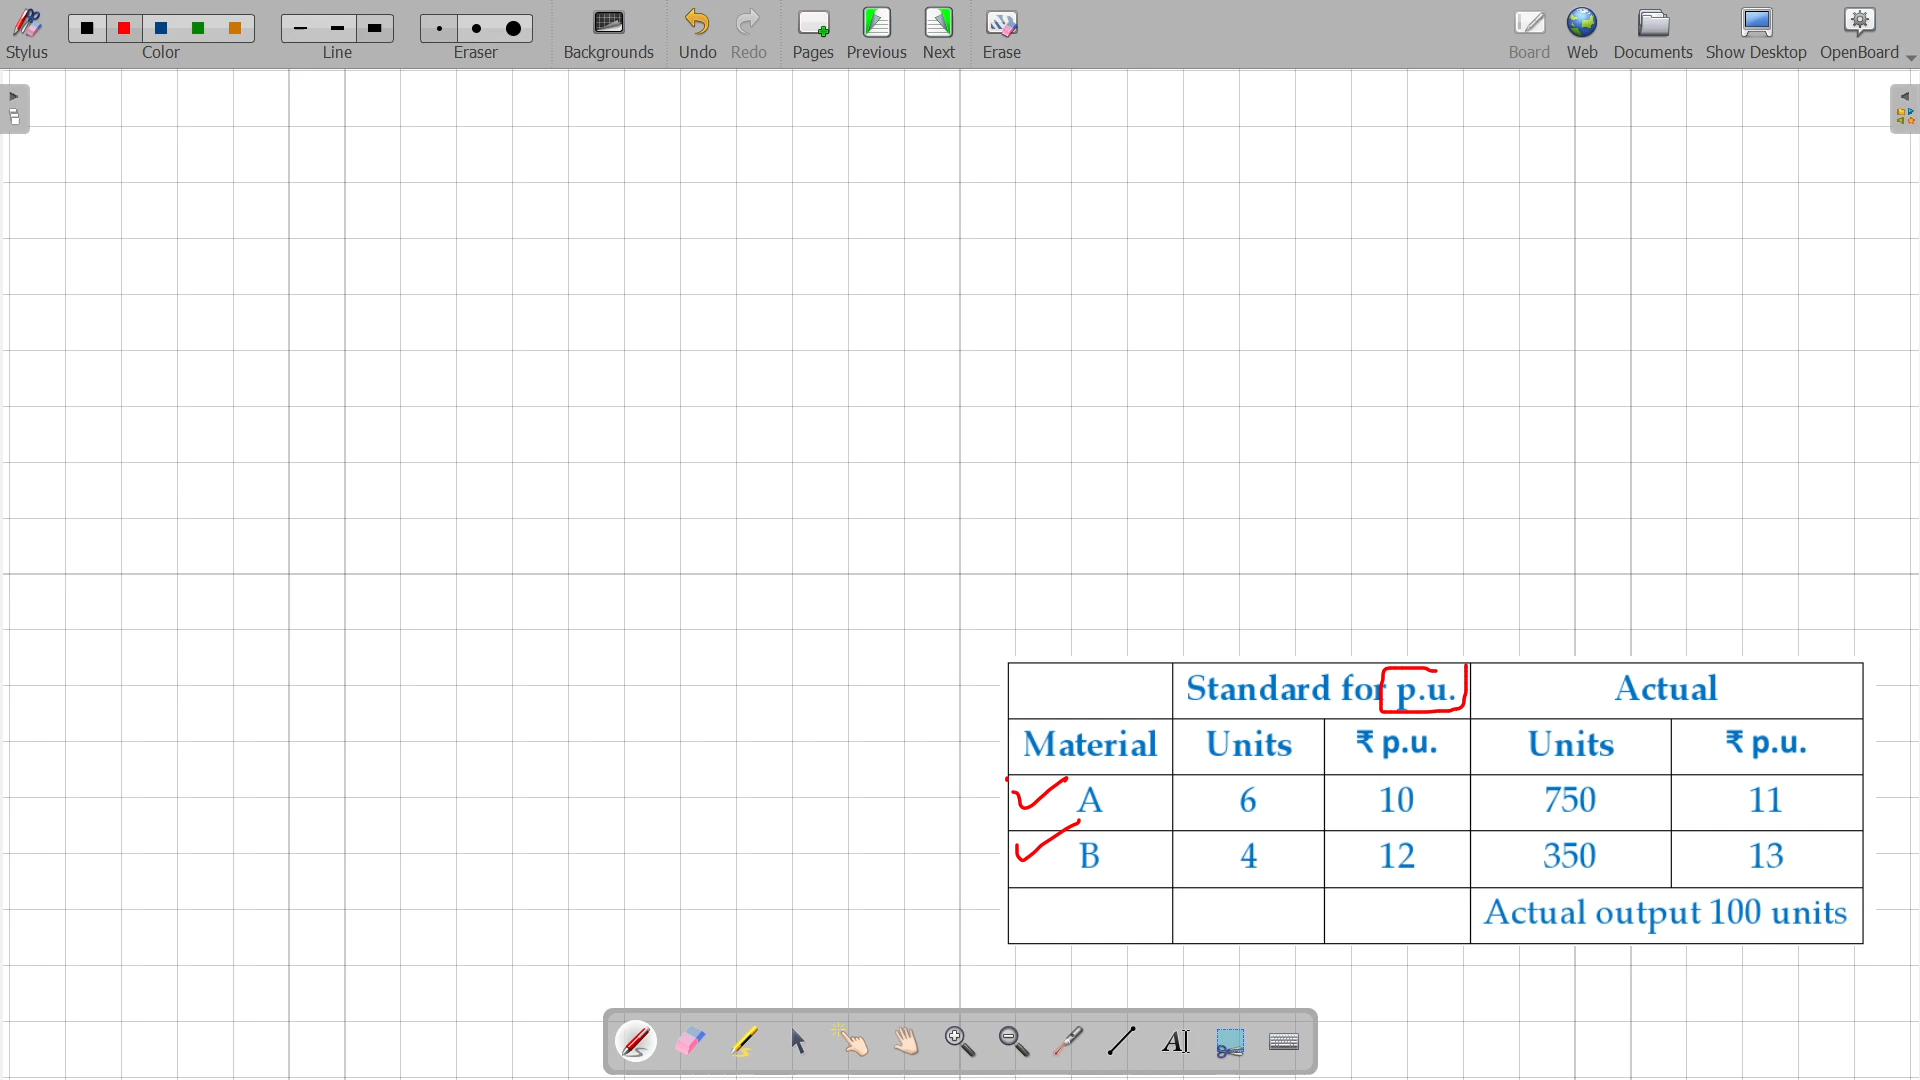 Stylus Color Line Eraser Backgrounds Undo Redo Pages Previous Next Erase Board Web Documents Show Desktop OpenBoard
Standard for p.u. Actual
Material Units ₹ p.u. Units ₹ p.u.
A 6 10 750 11
B 4 12 350 13
Actual output 100 units